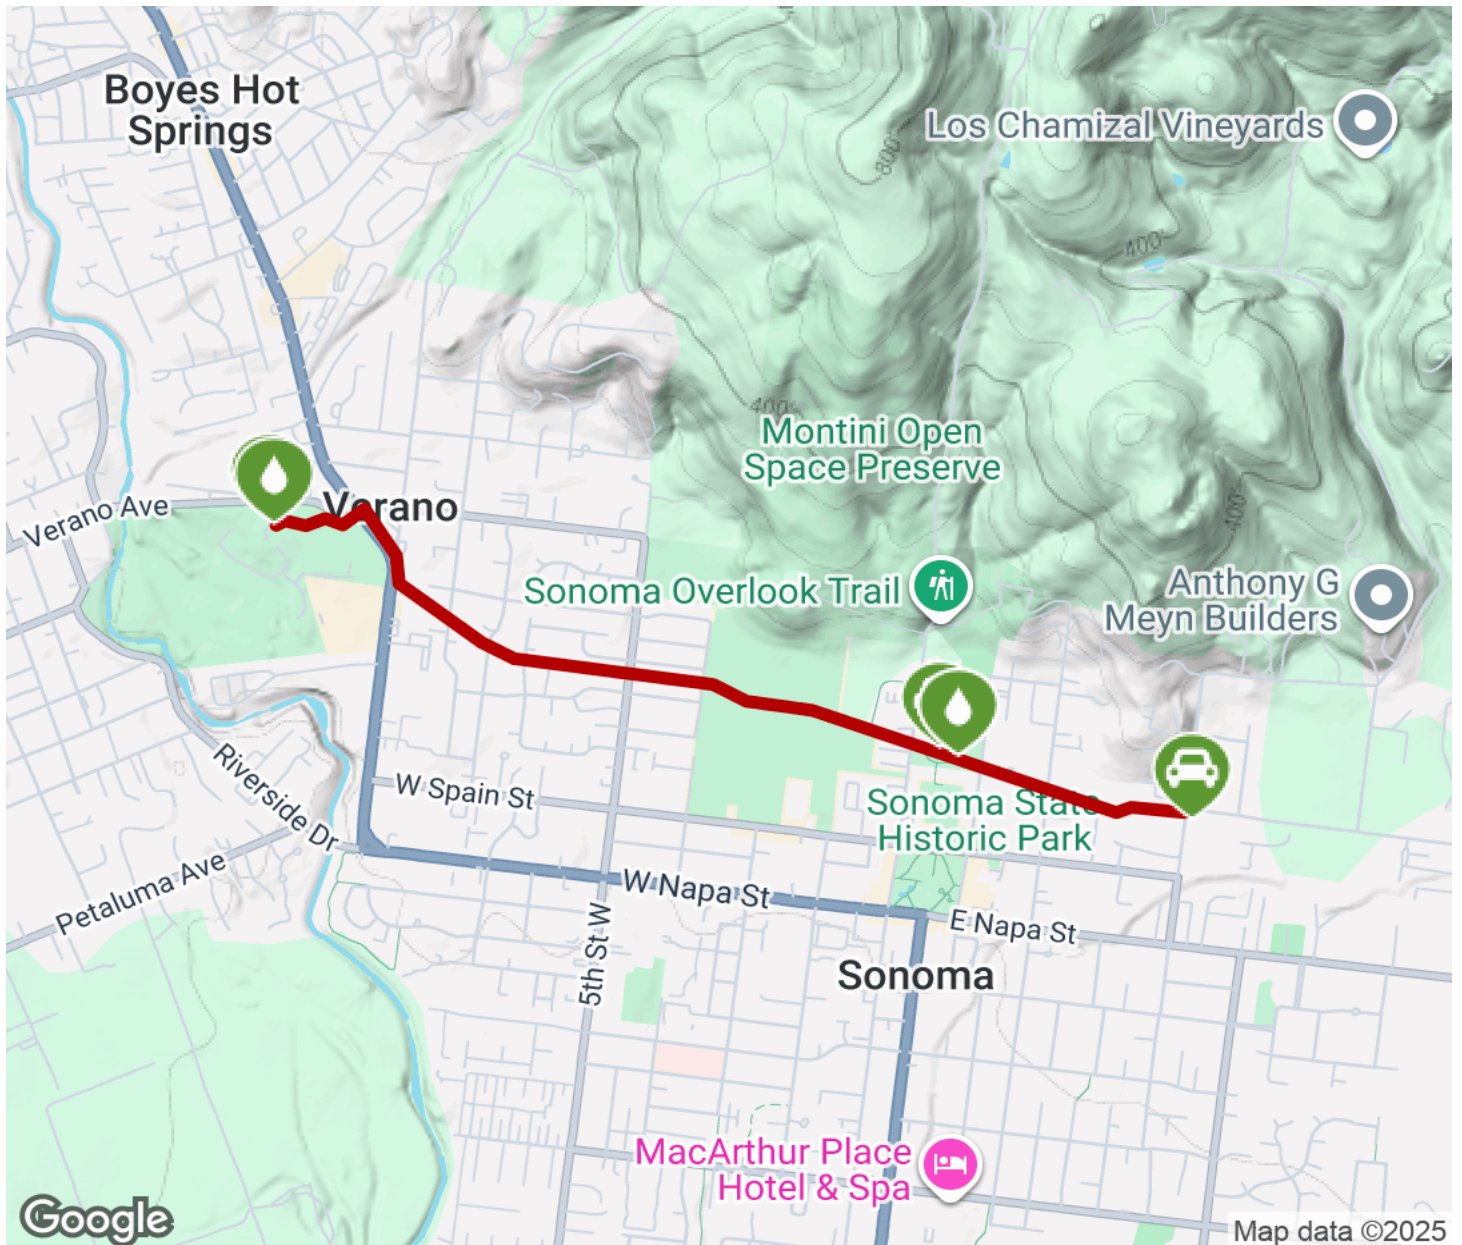 Boyes Hot
Springs
Los Chamizal Vineyards
800
400
400
Montini Open
Space Preserve
400
Verano Ave
Verano
Sonoma Overlook Trail
Anthony G
Meyn Builders
Riverside Dr
W Spain St
Sonoma State
Historic Park
Petaluma Ave
W Napa St
E Napa St
5th St W
Sonoma
MacArthur Place
Hotel & Spa
Google
Map data ©2025